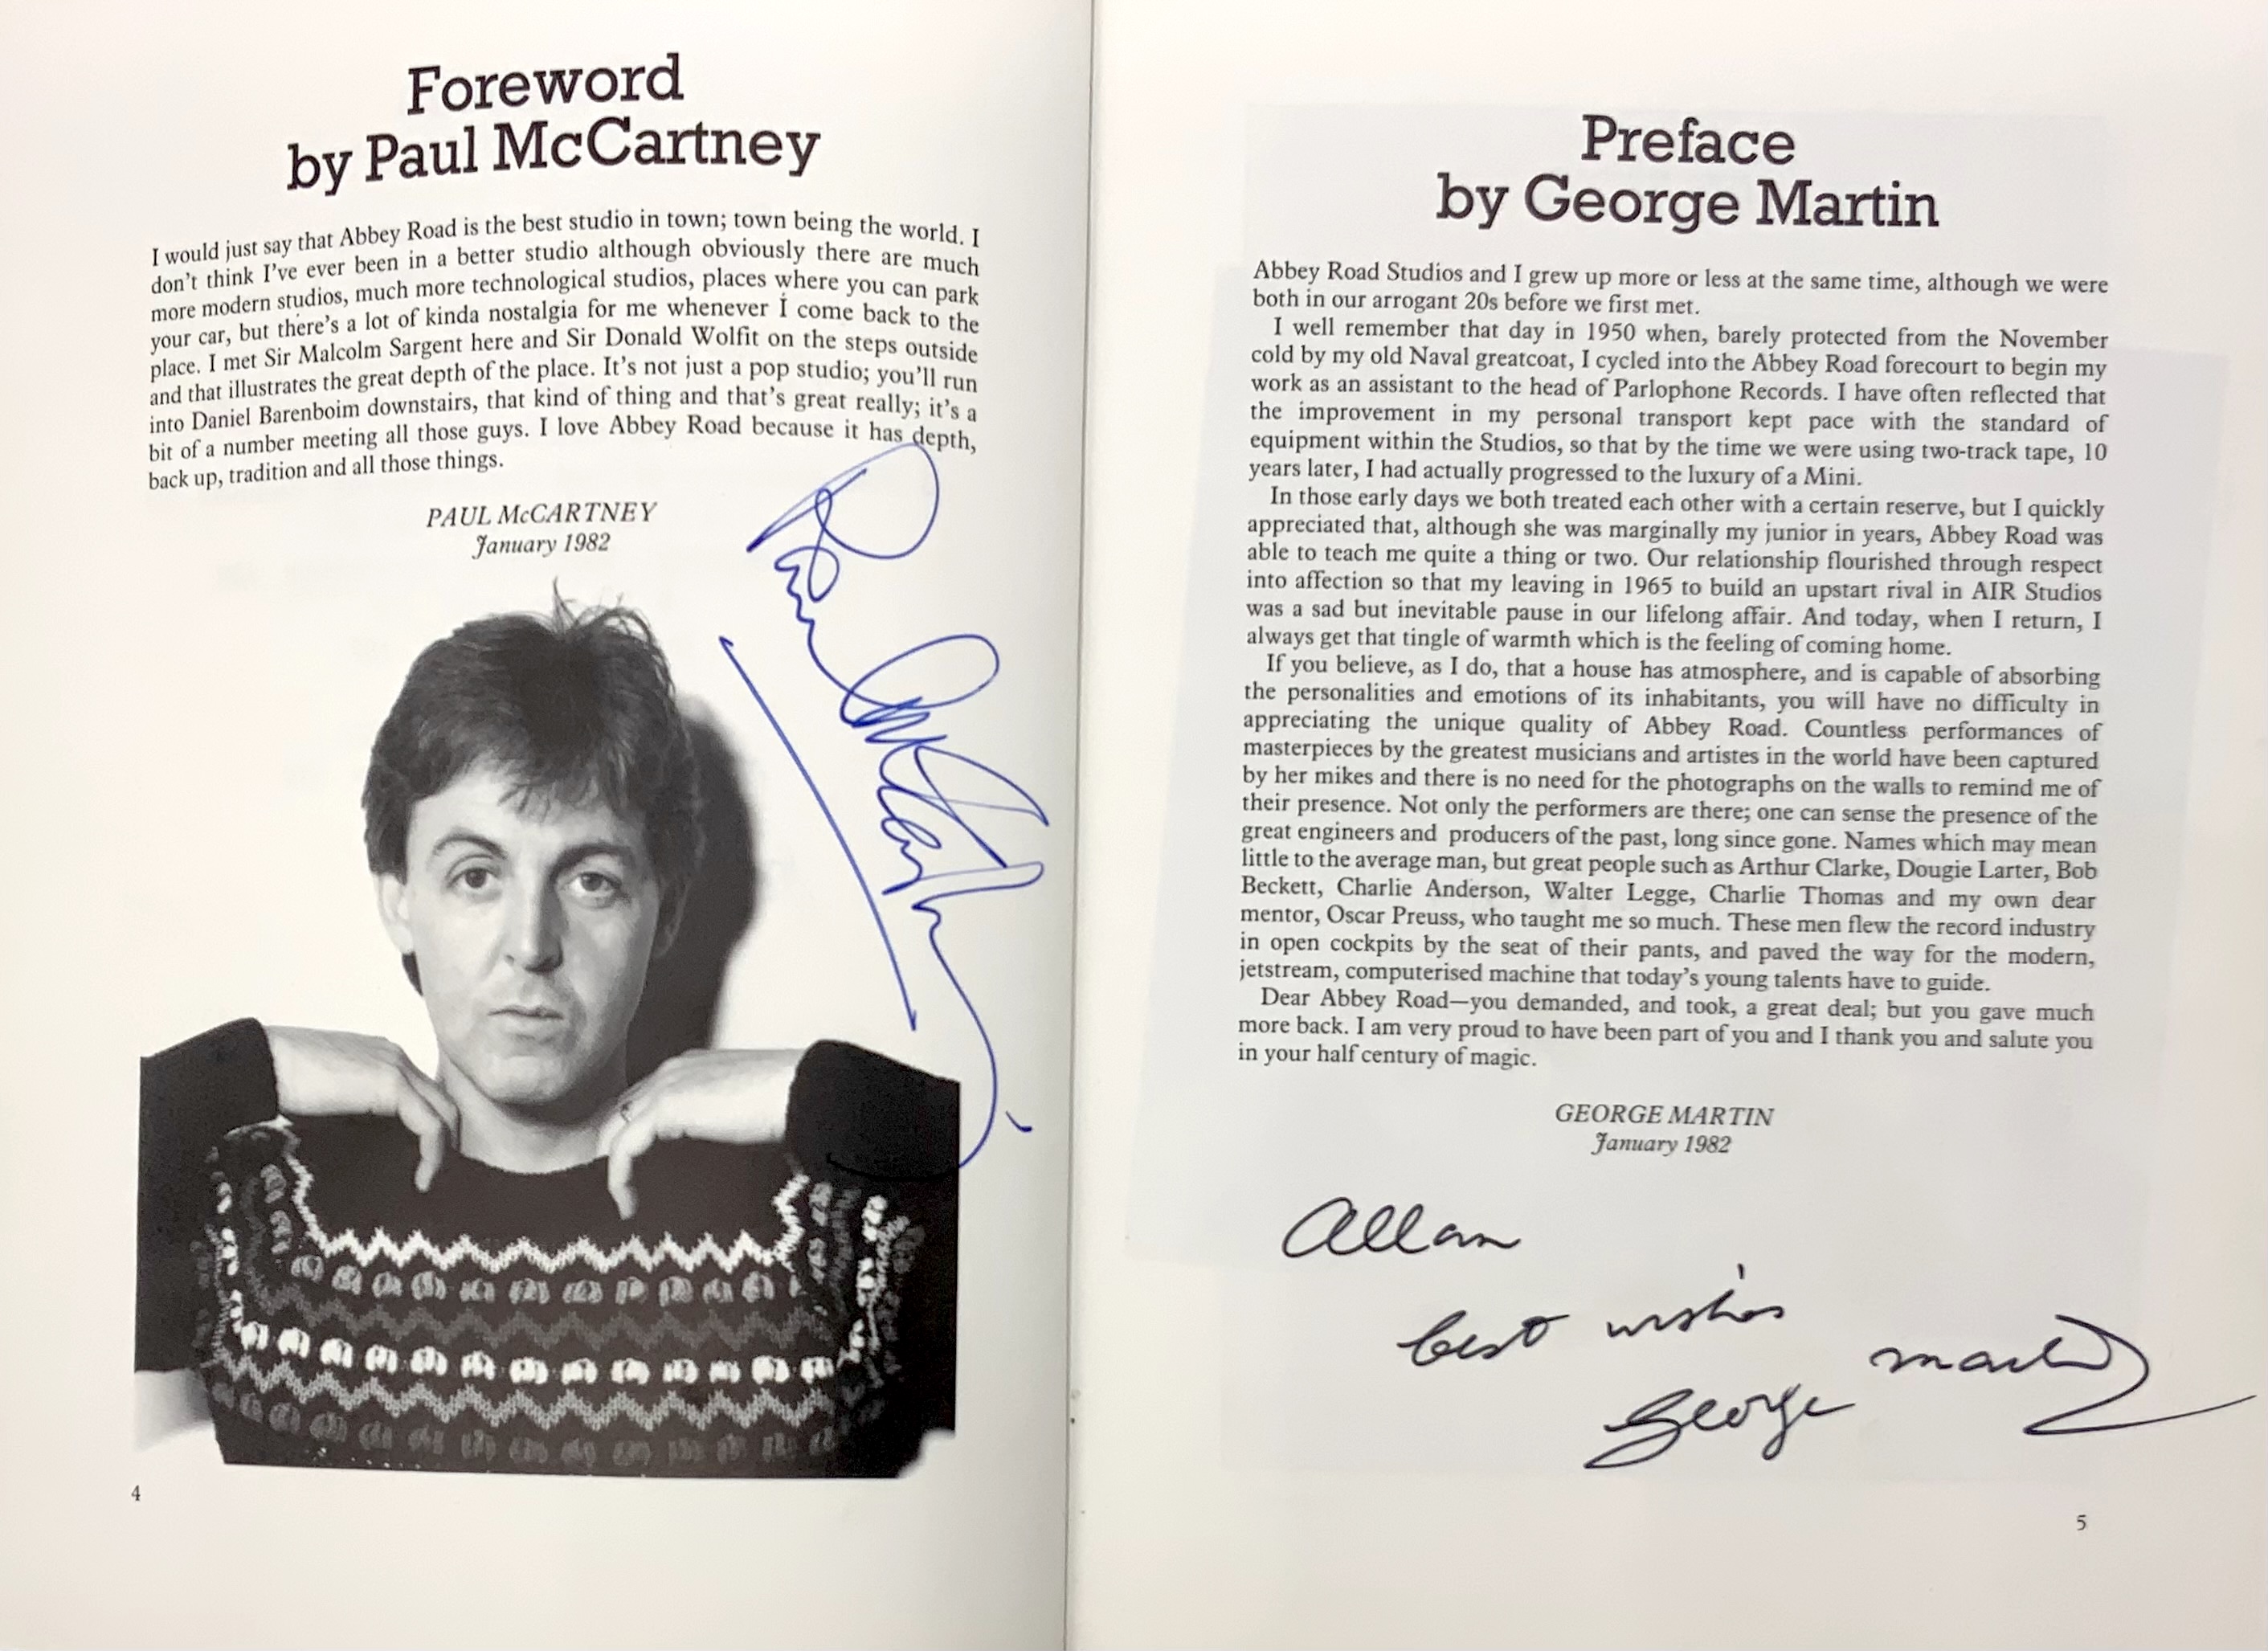 Foreword
by Paul McCartney
I would just say that Abbey Road is the best studio in town; town being the world. I
don't think I've ever been in a better studio although obviously there are much
more modern studios, much more technological studios, places where you can park
your car, but there's a lot of kinda nostalgia for me whenever I come back to the
place. I met Sir Malcolm Sargent here and Sir Donald Wolfit on the steps outside
and that illustrates the great depth of the place. It's not just a pop studio; you'll run
into Daniel Barenboim downstairs, that kind of thing and that's great really; it's a
bit of a number meeting all those guys. I love Abbey Road because it has depth,
back up, tradition and all those things.
PAUL McCARTNEY
January 1982
Paul McCartney
4
Preface
by George Martin
Abbey Road Studios and I grew up more or less at the same time, although we were
both in our arrogant 20s before we first met.
I well remember that day in 1950 when, barely protected from the November
cold by my old Naval greatcoat, I cycled into the Abbey Road forecourt to begin my
work as an assistant to the head of Parlophone Records. I have often reflected that
the improvement in my personal transport kept pace with the standard of
equipment within the Studios, so that by the time we were using two-track tape, 10
years later, I had actually progressed to the luxury of a Mini.
In those early days we both treated each other with a certain reserve, but I quickly
appreciated that, although she was marginally my junior in years, Abbey Road was
able to teach me quite a thing or two. Our relationship flourished through respect
into affection so that my leaving in 1965 to build an upstart rival in AIR Studios
was a sad but inevitable pause in our lifelong affair. And today, when I return, I
always get that tingle of warmth which is the feeling of coming home.
If you believe, as I do, that a house has atmosphere, and is capable of absorbing
the personalities and emotions of its inhabitants, you will have no difficulty in
appreciating the unique quality of Abbey Road. Countless performances of
masterpieces by the greatest musicians and artistes in the world have been captured
by her mikes and there is no need for the photographs on the walls to remind me of
their presence. Not only the performers are there; one can sense the presence of the
great engineers and producers of the past, long since gone. Names which may mean
little to the average man, but great people such as Arthur Clarke, Dougie Larter, Bob
Beckett, Charlie Anderson, Walter Legge, Charlie Thomas and my own dear
mentor, Oscar Preuss, who taught me so much. These men flew the record industry
in open cockpits by the seat of their pants, and paved the way for the modern,
jetstream, computerised machine that today's young talents have to guide.
Dear Abbey Road—you demanded, and took, a great deal; but you gave much
more back. I am very proud to have been part of you and I thank you and salute you
in your half century of magic.
GEORGE MARTIN
January 1982
Allan
best wishes
George Martin
5